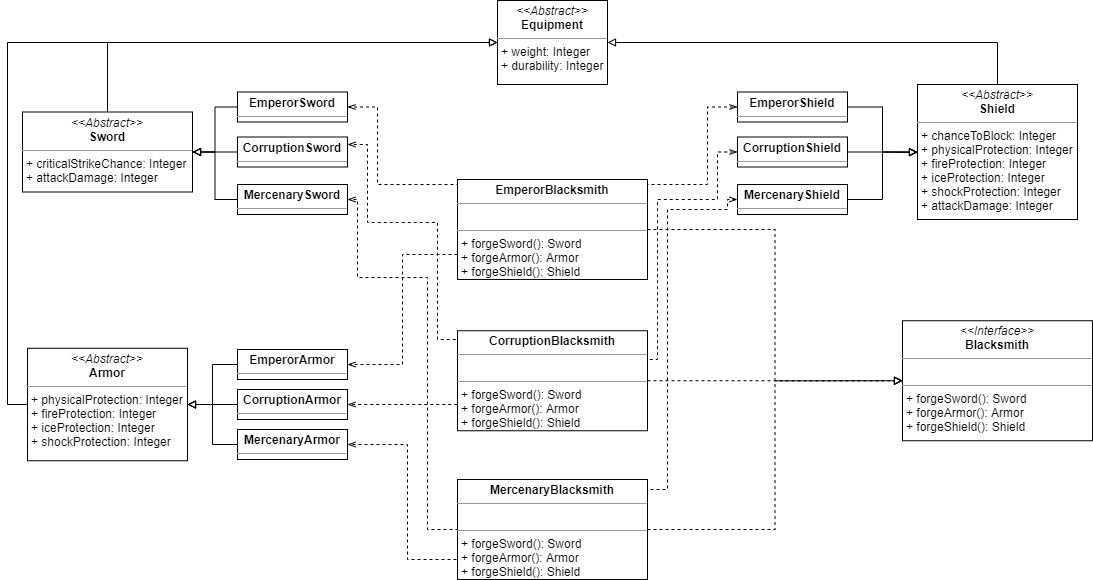 <<Abstract>>
Equipment
+ weight: Integer
+ durability: Integer
<<Abstract>>
Sword
+ criticalStrikeChance: Integer
+ attackDamage: Integer
EmperorSword
CorruptionSword
MercenarySword
EmperorShield
CorruptionShield
MercenaryShield
<<Abstract>>
Shield
+ chanceToBlock: Integer
+ physicalProtection: Integer
+ fireProtection: Integer
+ iceProtection: Integer
+ shockProtection: Integer
+ attackDamage: Integer
EmperorBlacksmith
+ forgeSword(): Sword
+ forgeArmor(): Armor
+ forgeShield(): Shield
<<Abstract>>
Armor
+ physicalProtection: Integer
+ fireProtection: Integer
+ iceProtection: Integer
+ shockProtection: Integer
EmperorArmor
CorruptionArmor
MercenaryArmor
CorruptionBlacksmith
+ forgeSword(): Sword
+ forgeArmor(): Armor
+ forgeShield(): Shield
<<Interface>>
Blacksmith
+ forgeSword(): Sword
+ forgeArmor(): Armor
+ forgeShield(): Shield
MercenaryBlacksmith
+ forgeSword(): Sword
+ forgeArmor(): Armor
+ forgeShield(): Shield